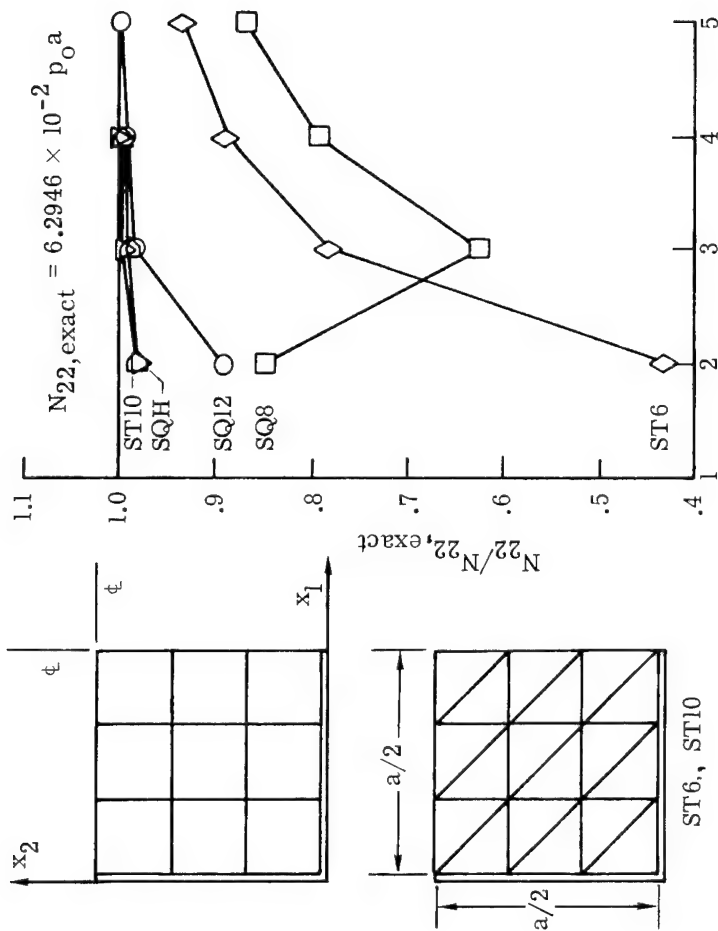 N22,exact = 6.2946 × 10-2 poa
1.1
1.0
.9
.8
.7
.6
.5
.4
N22/N22, exact
ST10
SQH
SQ12
SQ8
ST6
1
2
3
4
5
x2
℄
℄
x1
a/2
a/2
ST6,, ST10